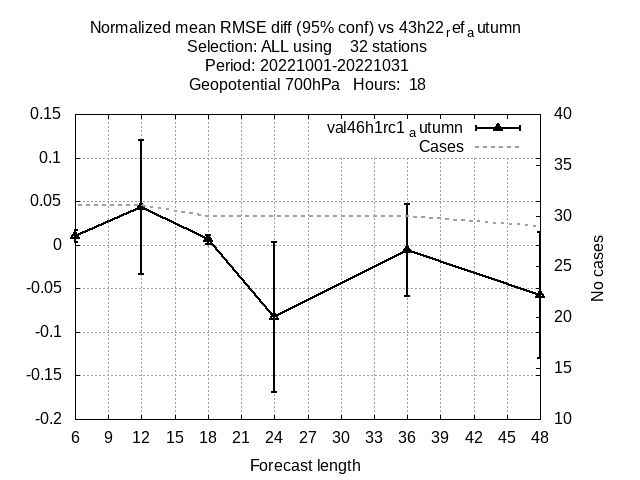 Normalized mean RMSE diff (95% conf) vs 43h22refautumn
Selection: ALL using 32 stations
Period: 20221001-20221031
Geopotential 700hPa Hours: 18
0.15
0.1
0.05
0
-0.05
-0.1
-0.15
-0.2
val46h1rc1autumn
Cases
40
35
30
25
20
15
10
No cases
6 9 12 15 18 21 24 27 30 33 36 39 42 45 48
Forecast length